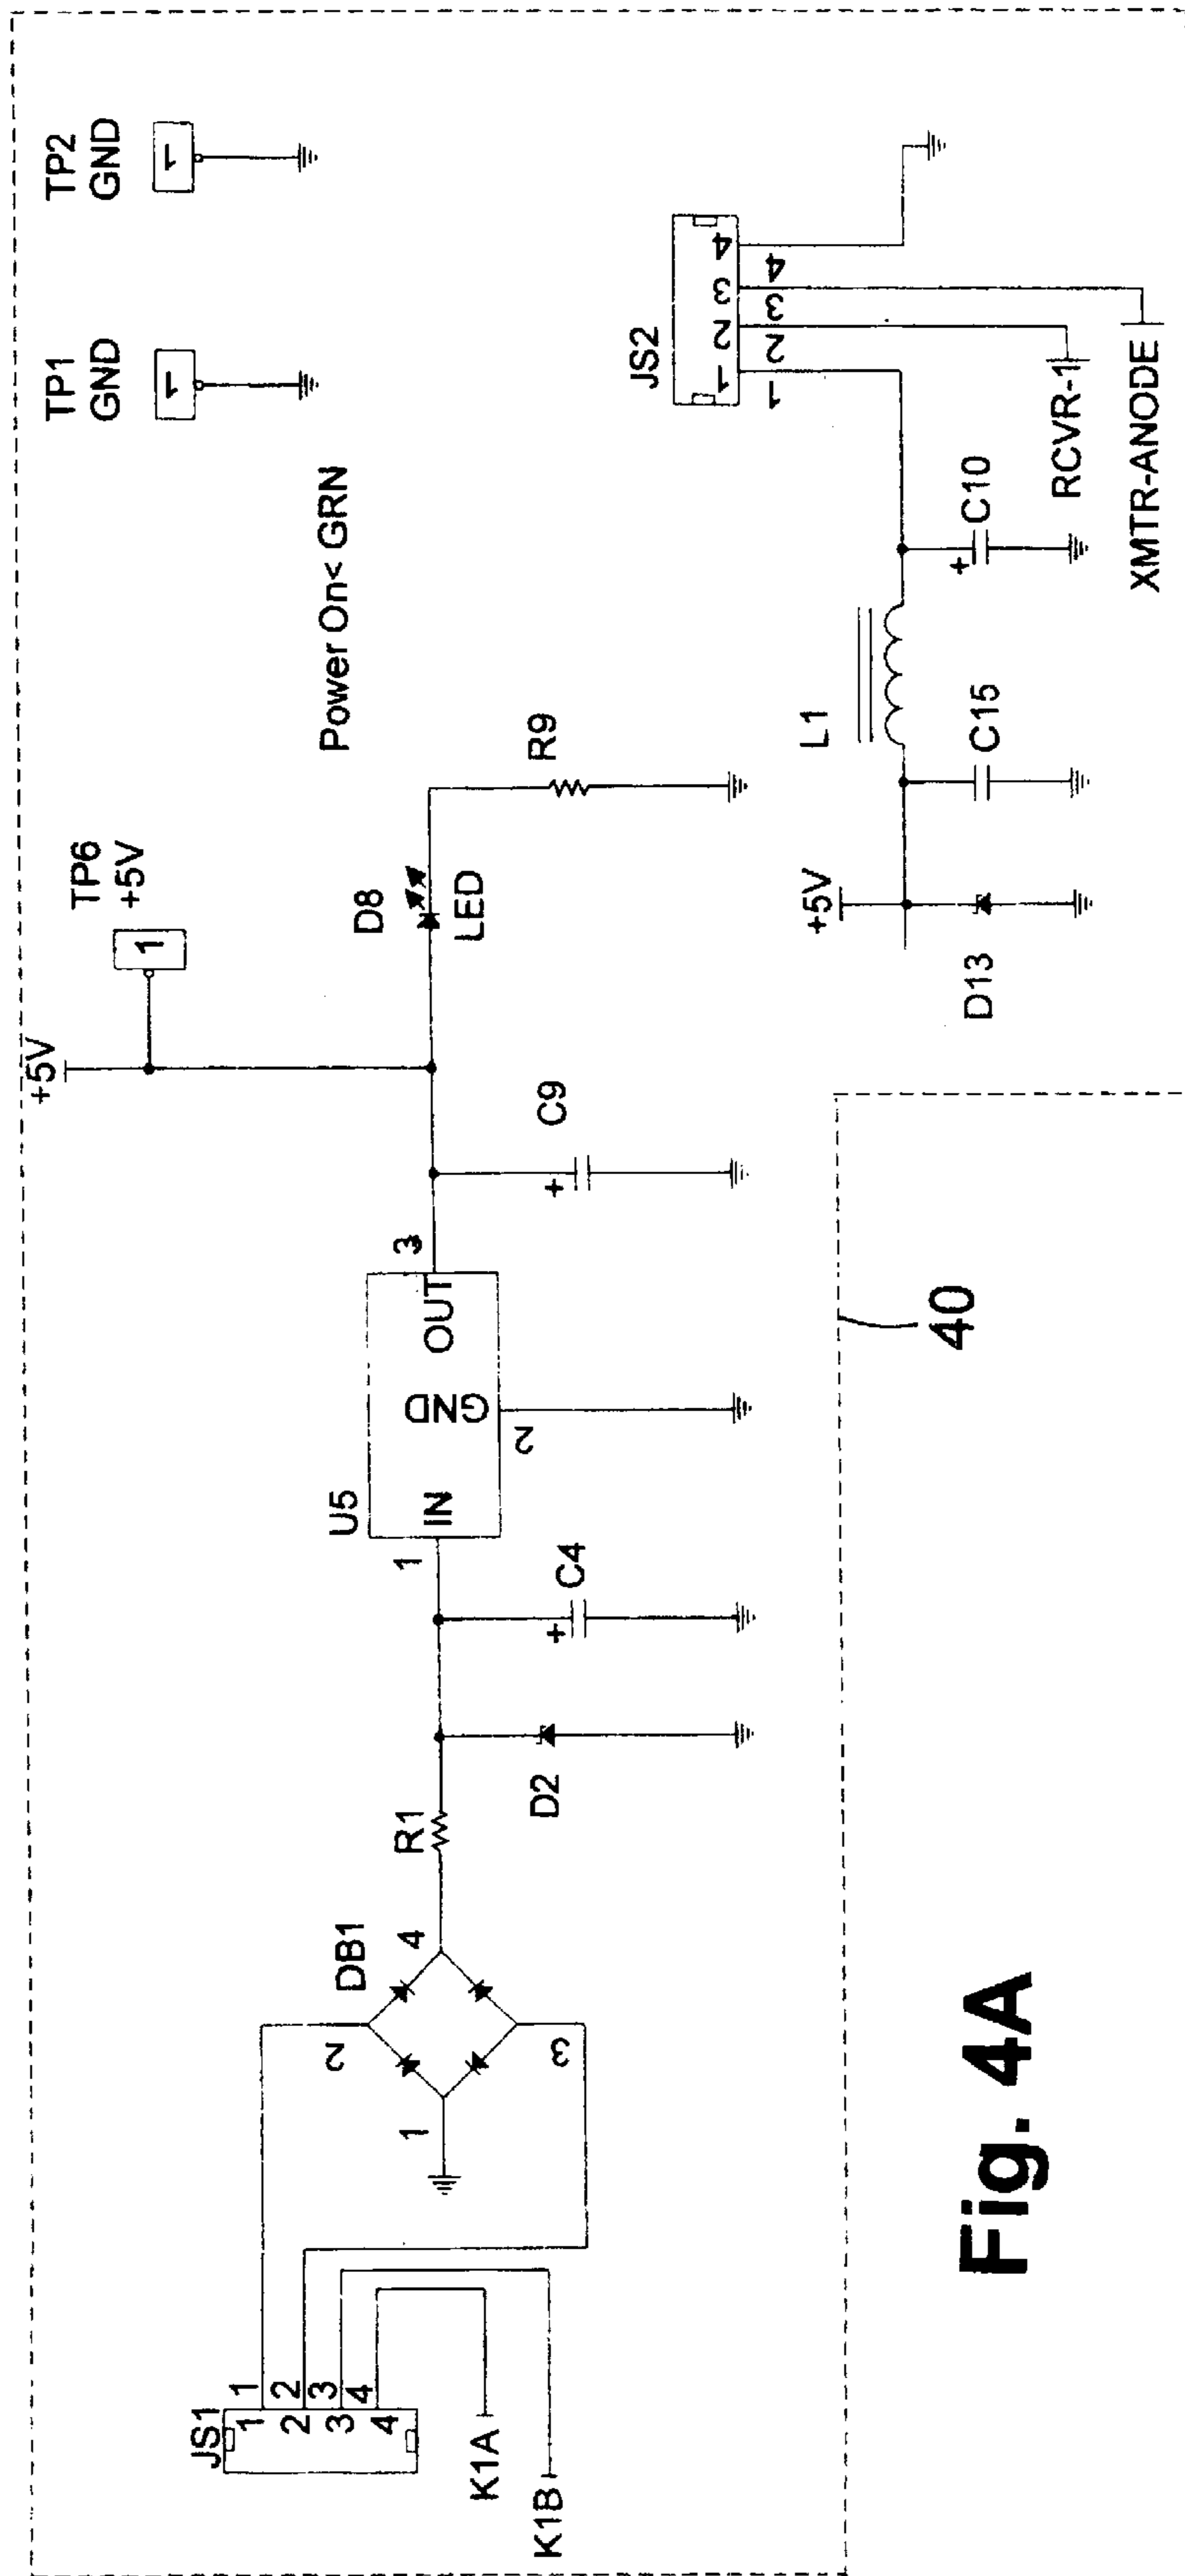 JS1
1
2
3
4
1
2
3
4
K1A
K1B
DB1
1
2
3
4
R1
D2
C4
U5
IN
GND
OUT
1
2
3
C9
+5V
TP6
+5V
1
D8
LED
R9
Power On< GRN
TP1
GND
1
TP2
GND
1
JS2
1
2
3
4
1
2
3
4
+5V
D13
L1
C15
+
C10
+
+
RCVR-1
XMTR-ANODE
40
Fig. 4A